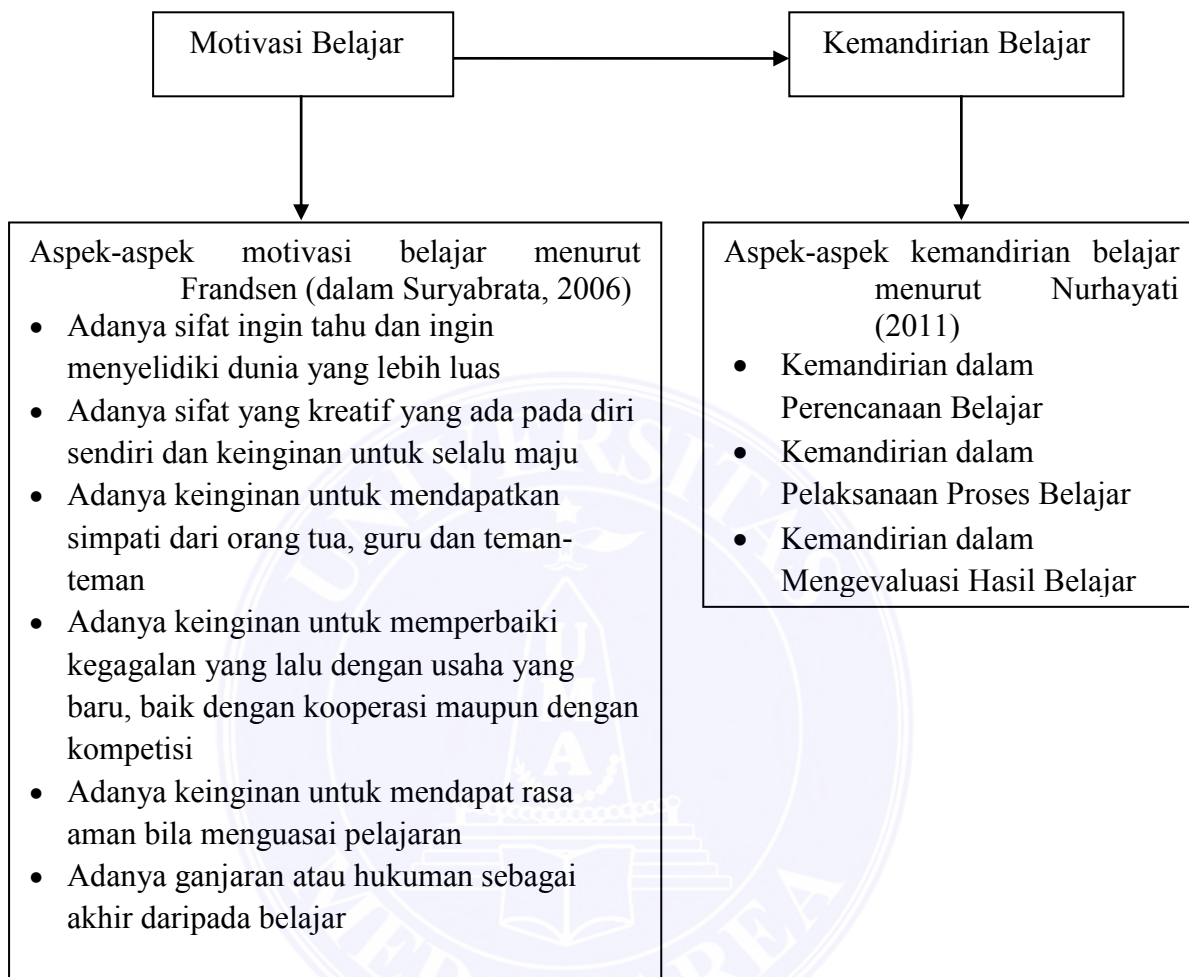 Motivasi Belajar
Kemandirian Belajar
Aspek-aspek motivasi belajar menurut
Frandsen (dalam Suryabrata, 2006)
• Adanya sifat ingin tahu dan ingin
menyelidiki dunia yang lebih luas
• Adanya sifat yang kreatif yang ada pada diri
sendiri dan keinginan untuk selalu maju
• Adanya keinginan untuk mendapatkan
simpati dari orang tua, guru dan teman-
teman
• Adanya keinginan untuk memperbaiki
kegagalan yang lalu dengan usaha yang
baru, baik dengan kooperasi maupun dengan
kompetisi
• Adanya keinginan untuk mendapat rasa
aman bila menguasai pelajaran
• Adanya ganjaran atau hukuman sebagai
akhir daripada belajar
Aspek-aspek kemandirian belajar
menurut Nurhayati
(2011)
• Kemandirian dalam
Perencanaan Belajar
• Kemandirian dalam
Pelaksanaan Proses Belajar
• Kemandirian dalam
Mengevaluasi Hasil Belajar
UNIVERSITAS
U
M
A